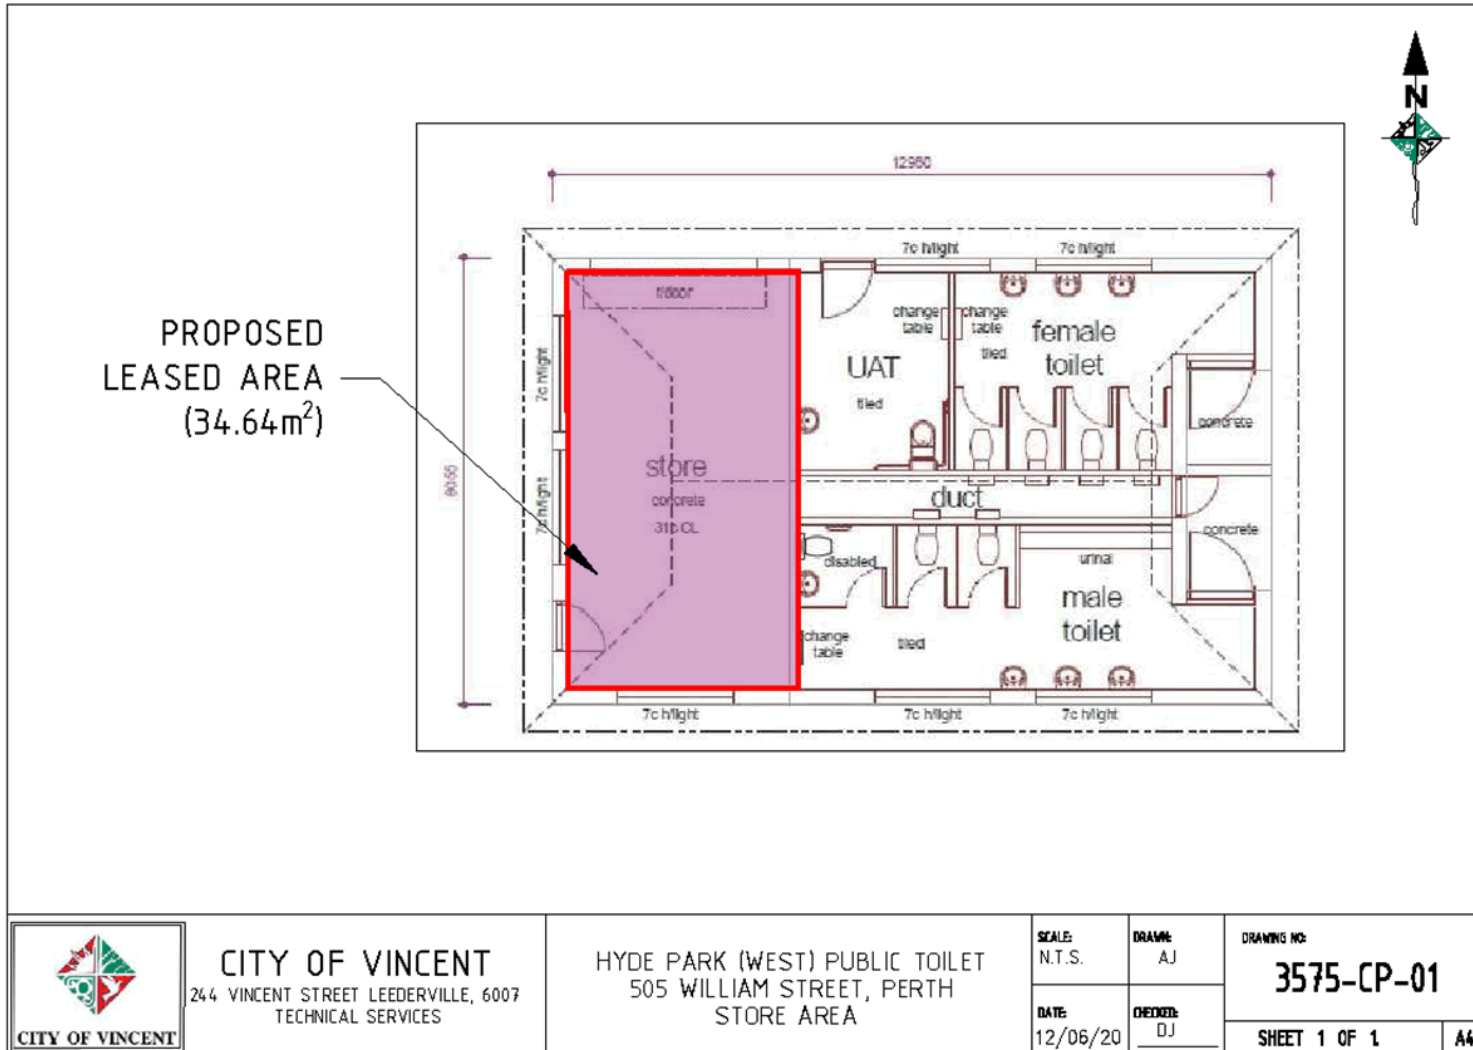 N
12960
7c h/light
7c h/light
r/door
change
table
change
table
female
toilet
tiled
UAT
tiled
PROPOSED
LEASED AREA
(34.64m²)
7c h/light
concrete
store
concrete
31c CL
8055
7c h/light
duct
concrete
disabled
urinal
male
toilet
change
table
tiled
7c h/light
7c h/light
7c h/light
CITY OF VINCENT
CITY OF VINCENT
244 VINCENT STREET LEEDERVILLE, 6007
TECHNICAL SERVICES
HYDE PARK (WEST) PUBLIC TOILET
505 WILLIAM STREET, PERTH
STORE AREA
SCALE:
N.T.S.
DRAWN:
AJ
DATE:
12/06/20
CHECKED:
DJ
DRAWING NO:
3575-CP-01
SHEET 1 OF 1
A4